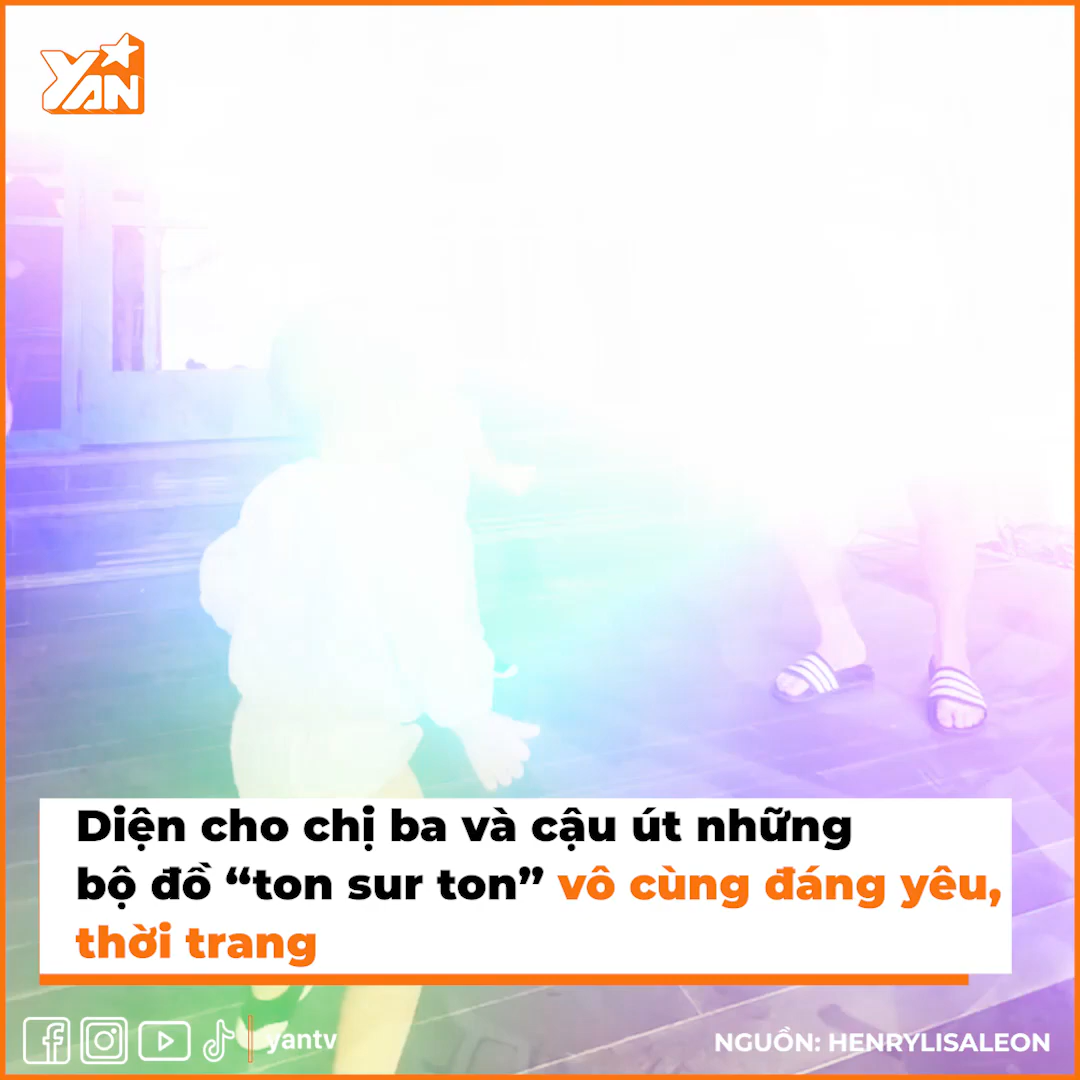 YAN
Diện cho chị ba và cậu út những
bộ đồ “ton sur ton” vô cùng đáng yêu,
thời trang
yantv
NGUỒN: HENRYLISALEON